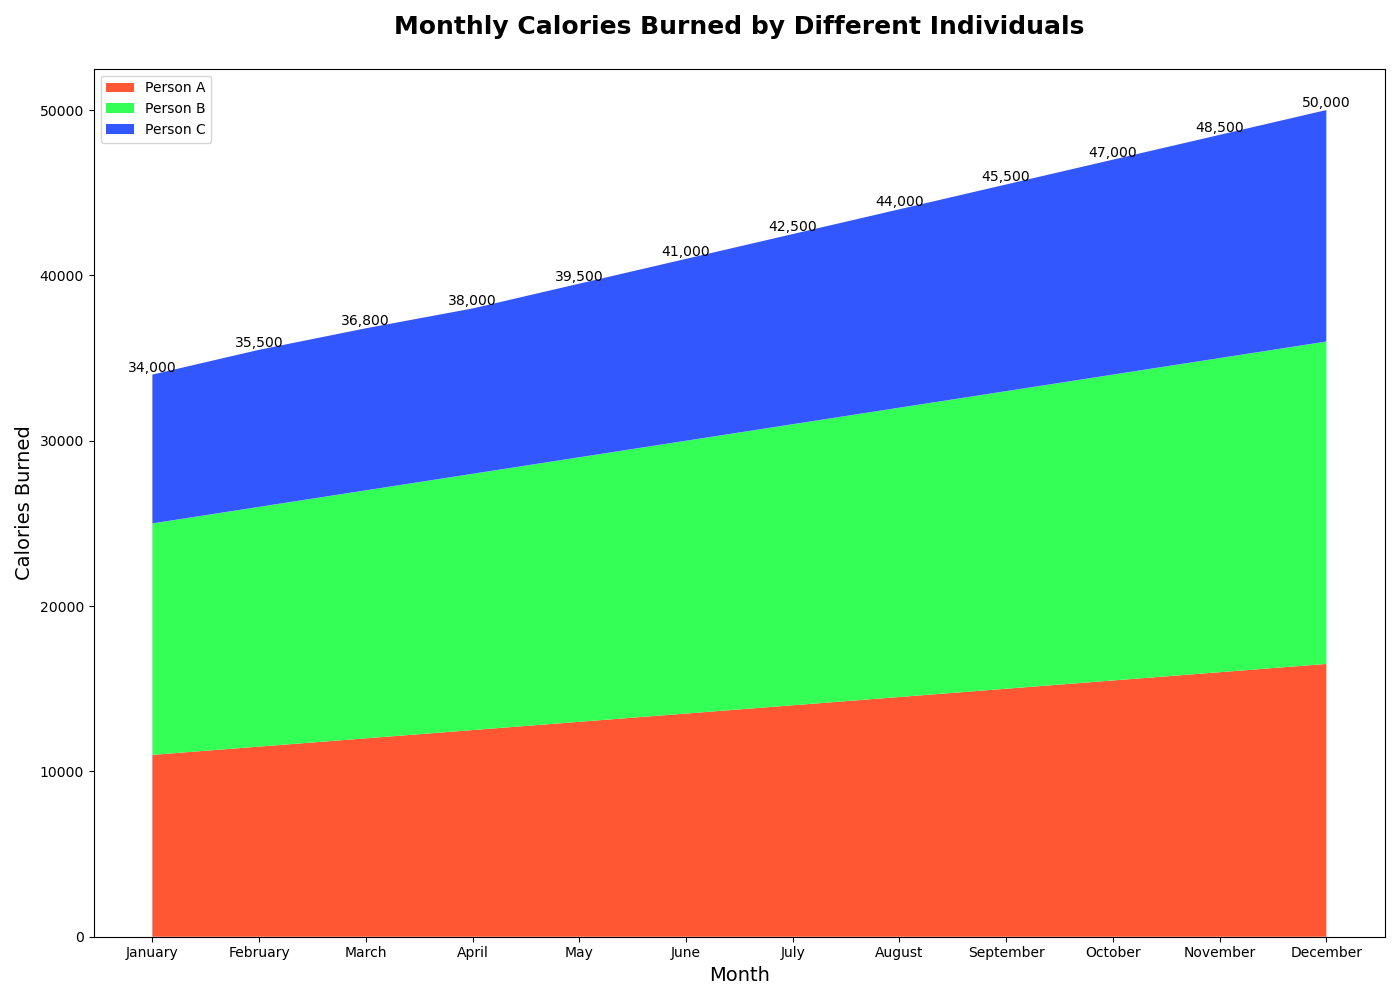 Monthly Calories Burned by Different Individuals
Person A
Person B
Person C
50000
40000
30000
20000
10000
0
Calories Burned
34,000
35,500
36,800
38,000
39,500
41,000
42,500
44,000
45,500
47,000
48,500
50,000
January
February
March
April
May
June
July
August
September
October
November
December
Month